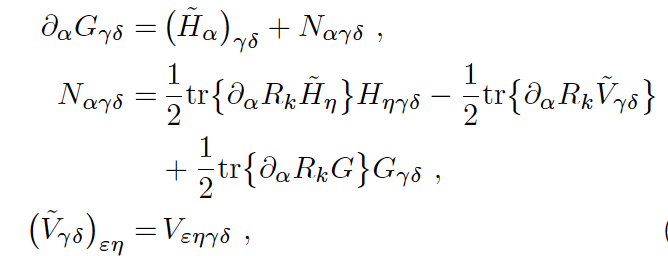 ∂_α G_{γδ} = (H̃_α)_{γδ} + N_{αγδ} ,
N_{αγδ} = 1/2 tr{∂_α R_k H̃_η} H_{ηγδ} − 1/2 tr{∂_α R_k Ṽ_{γδ}}
+ 1/2 tr{∂_α R_k G} G_{γδ} ,
(Ṽ_{γδ})_{εη} = V_{εηγδ} , (